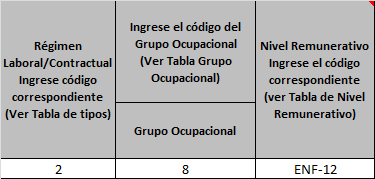 Régimen
Laboral/Contractual
Ingrese código
correspondiente
(Ver Tabla de tipos)
Ingrese el código del
Grupo Ocupacional
(Ver Tabla Grupo
Ocupacional)
Grupo Ocupacional
Nivel Remunerativo
Ingrese el código
correspondiente
(ver Tabla de Nivel
Remunerativo)
2
8
ENF-12